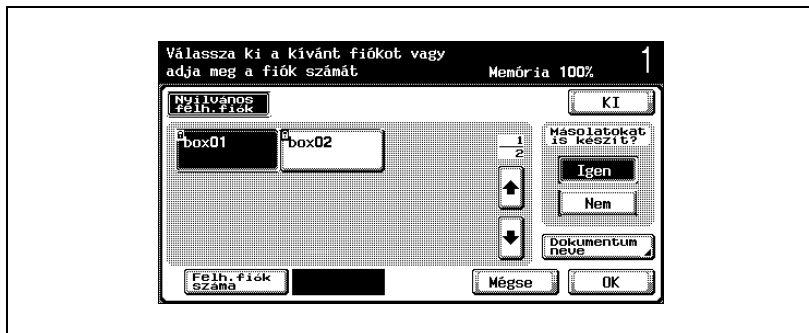 Válassza ki a kívánt fiókot vagy
adja meg a fiók számát
Memória 100%
1
Nyilvános
felh.fiók
KI
box01
box02
1
2
Másolatokat
is készít?
Igen
Nem
Dokumentum
neve
Felh.fiók
száma
Mégse
OK